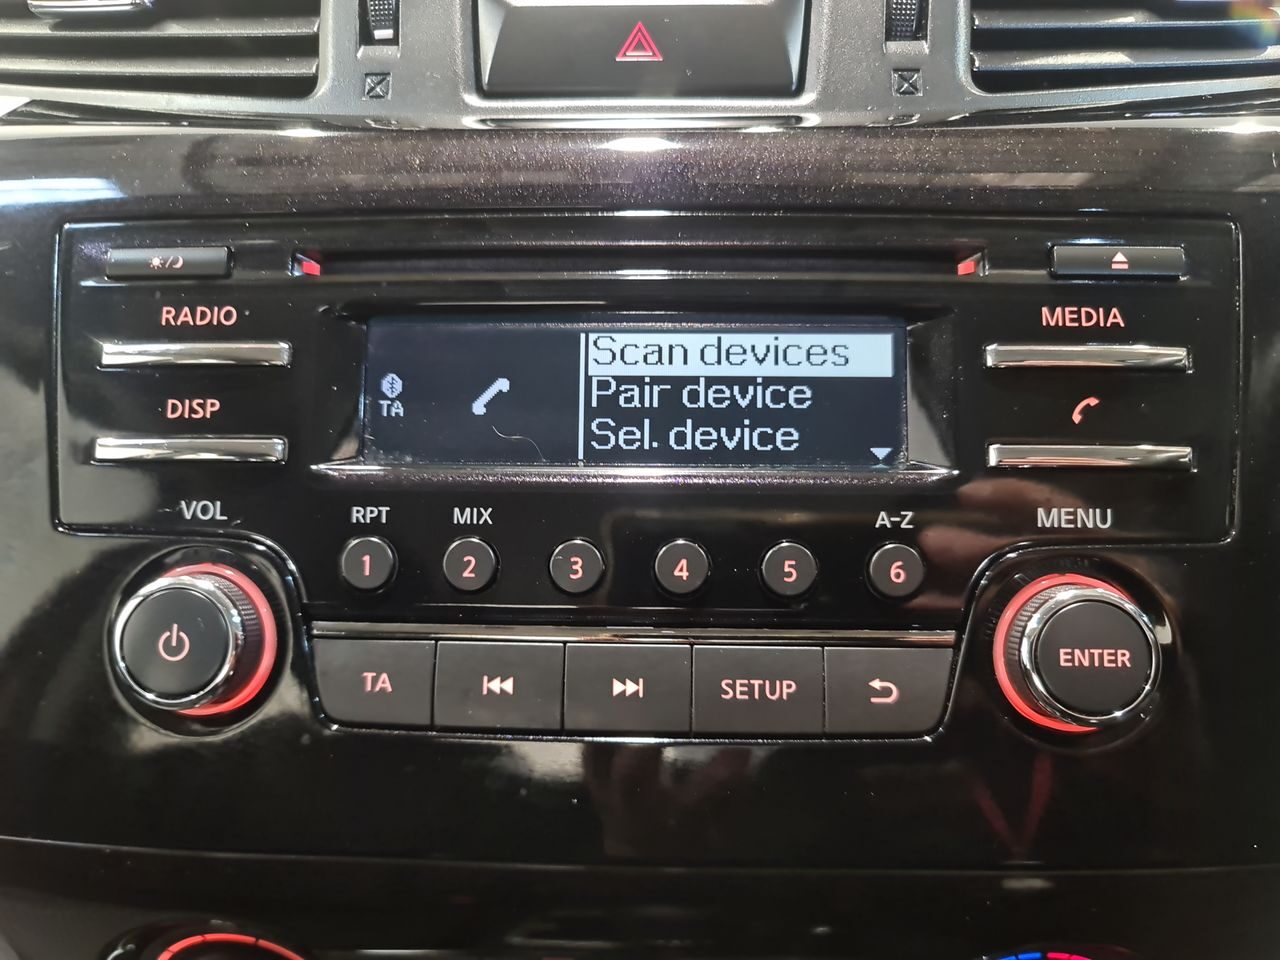 RADIO
MEDIA
Scan devices
Pair device
Sel. device
TA
DISP
VOL
RPT
MIX
A-Z
MENU
1
2
3
4
5
6
ENTER
TA
SETUP